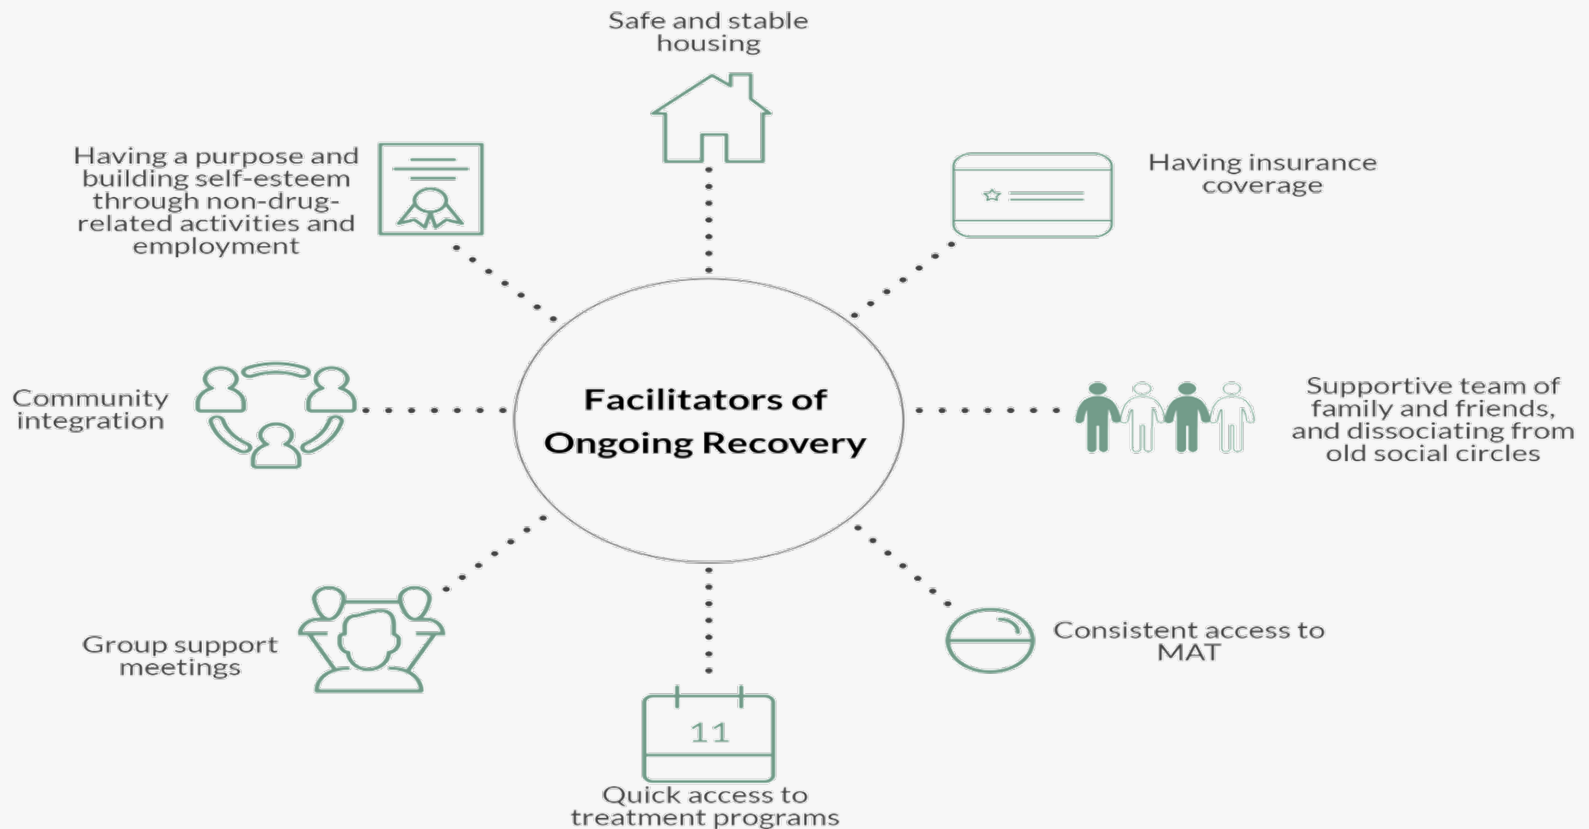 Safe and stable
housing
Having insurance
coverage
Supportive team of
family and friends,
and dissociating from
old social circles
Consistent access to
MAT
11
Quick access to
treatment programs
Group support
meetings
Community
integration
Having a purpose and
building self-esteem
through non-drug-
related activities and
employment
Facilitators of
Ongoing Recovery